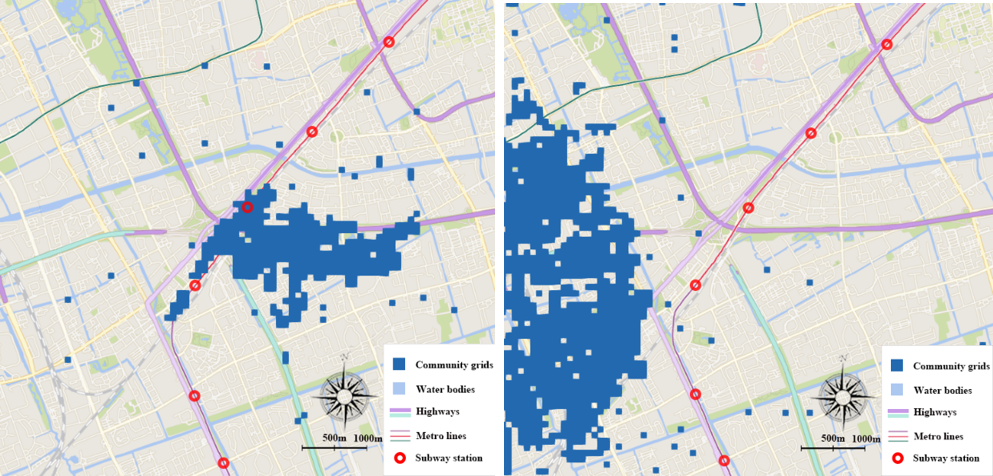 N
Community grids
Water bodies
Highways
Metro lines
500m 1000m
Subway station
N
Community grids
Water bodies
Highways
Metro lines
500m 1000m
Subway station